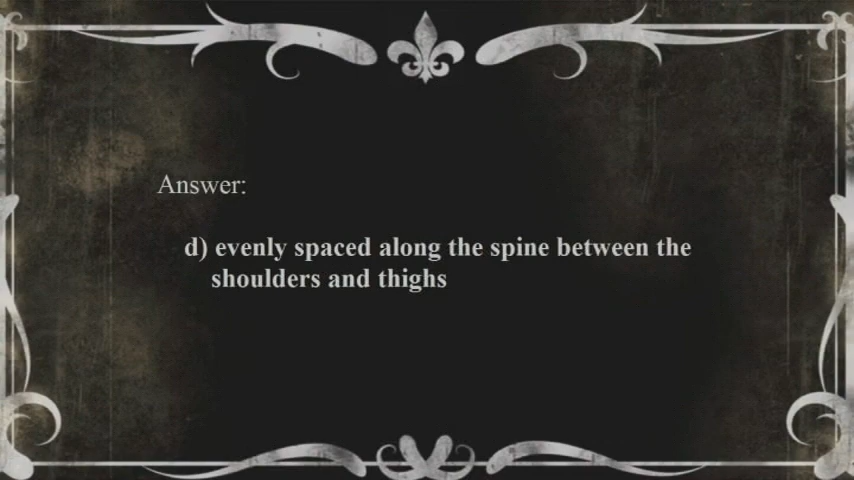 Answer:
d) evenly spaced along the spine between the
shoulders and thighs